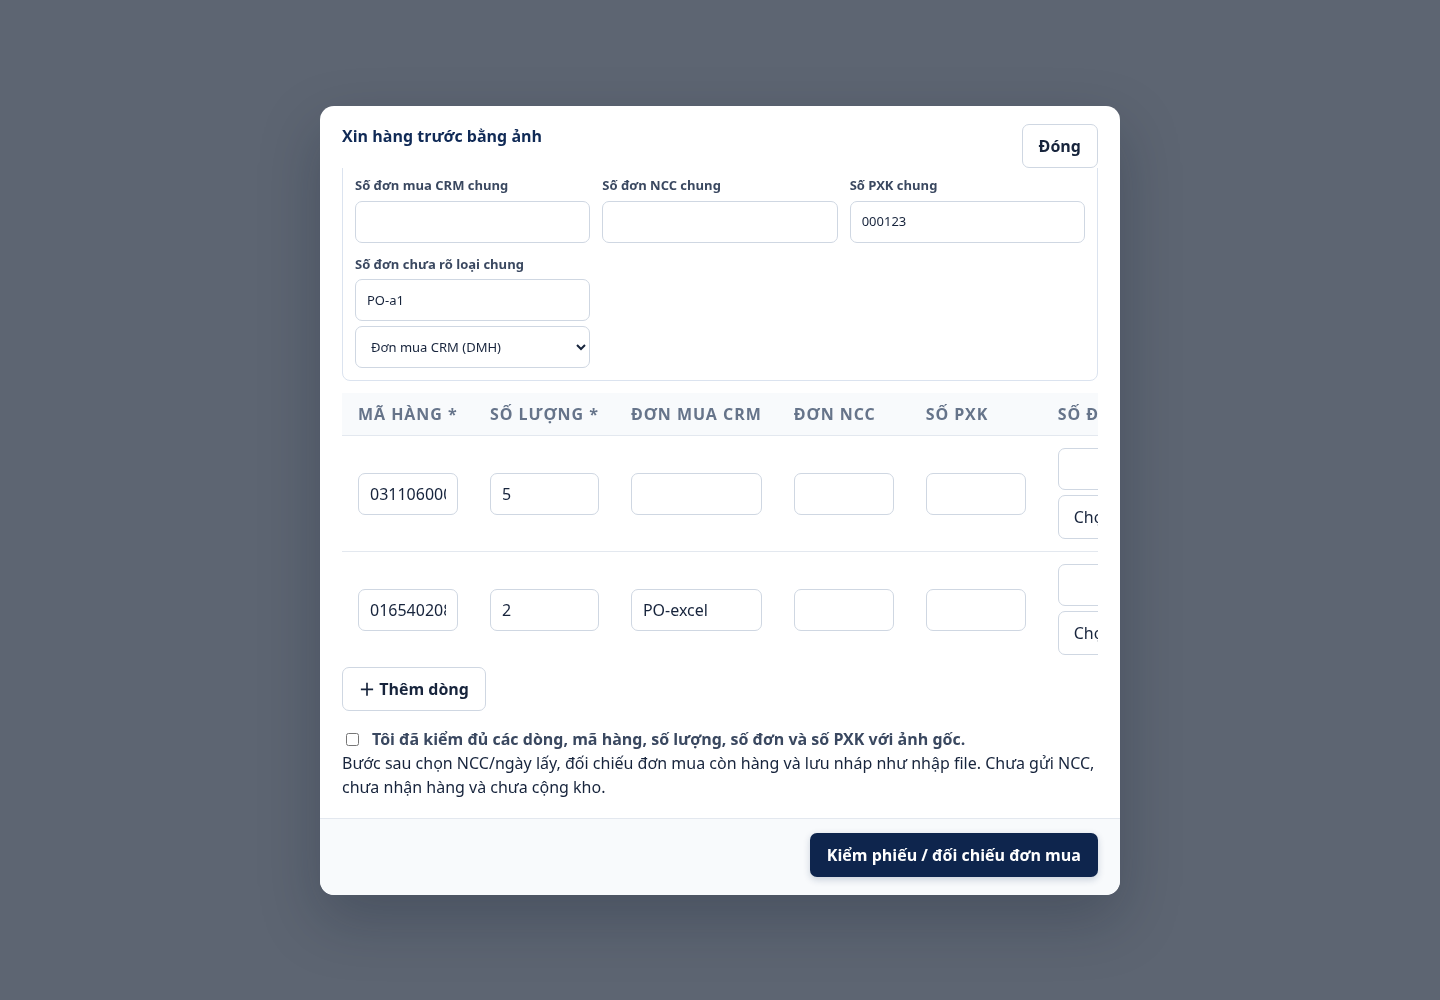 Xin hàng trước bằng ảnh
Đóng
Số đơn mua CRM chung
Số đơn NCC chung
Số PXK chung
000123
Số đơn chưa rõ loại chung
PO-a1
Đơn mua CRM (DMH)
MÃ HÀNG *
SỐ LƯỢNG *
ĐƠN MUA CRM
ĐƠN NCC
SỐ PXK
SỐ Đ
5
2
PO-excel
+ Thêm dòng
Tôi đã kiểm đủ các dòng, mã hàng, số lượng, số đơn và số PXK với ảnh gốc.
Bước sau chọn NCC/ngày lấy, đối chiếu đơn mua còn hàng và lưu nháp như nhập file. Chưa gửi NCC,
chưa nhận hàng và chưa cộng kho.
Kiểm phiếu / đối chiếu đơn mua